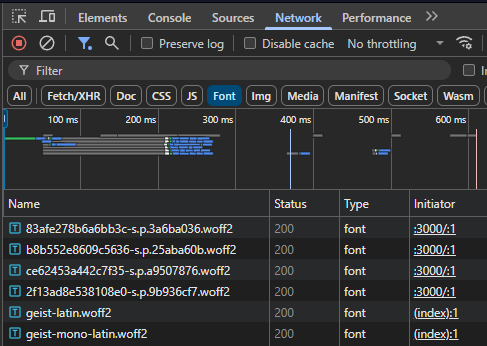 Elements Console Sources Network Performance
Preserve log Disable cache No throttling
Filter
All Fetch/XHR Doc CSS JS Font Img Media Manifest Socket Wasm
100 ms 200 ms 300 ms 400 ms 500 ms 600 ms
Name Status Type Initiator
83afe278b6a6bb3c-s.p.3a6ba036.woff2 200 font :3000/:1
b8b552e8609c5636-s.p.25aba60b.woff2 200 font :3000/:1
ce62453a442c7f35-s.p.a9507876.woff2 200 font :3000/:1
2f13ad8e538108e0-s.p.9b936cf7.woff2 200 font :3000/:1
geist-latin.woff2 200 font (index):1
geist-mono-latin.woff2 200 font (index):1